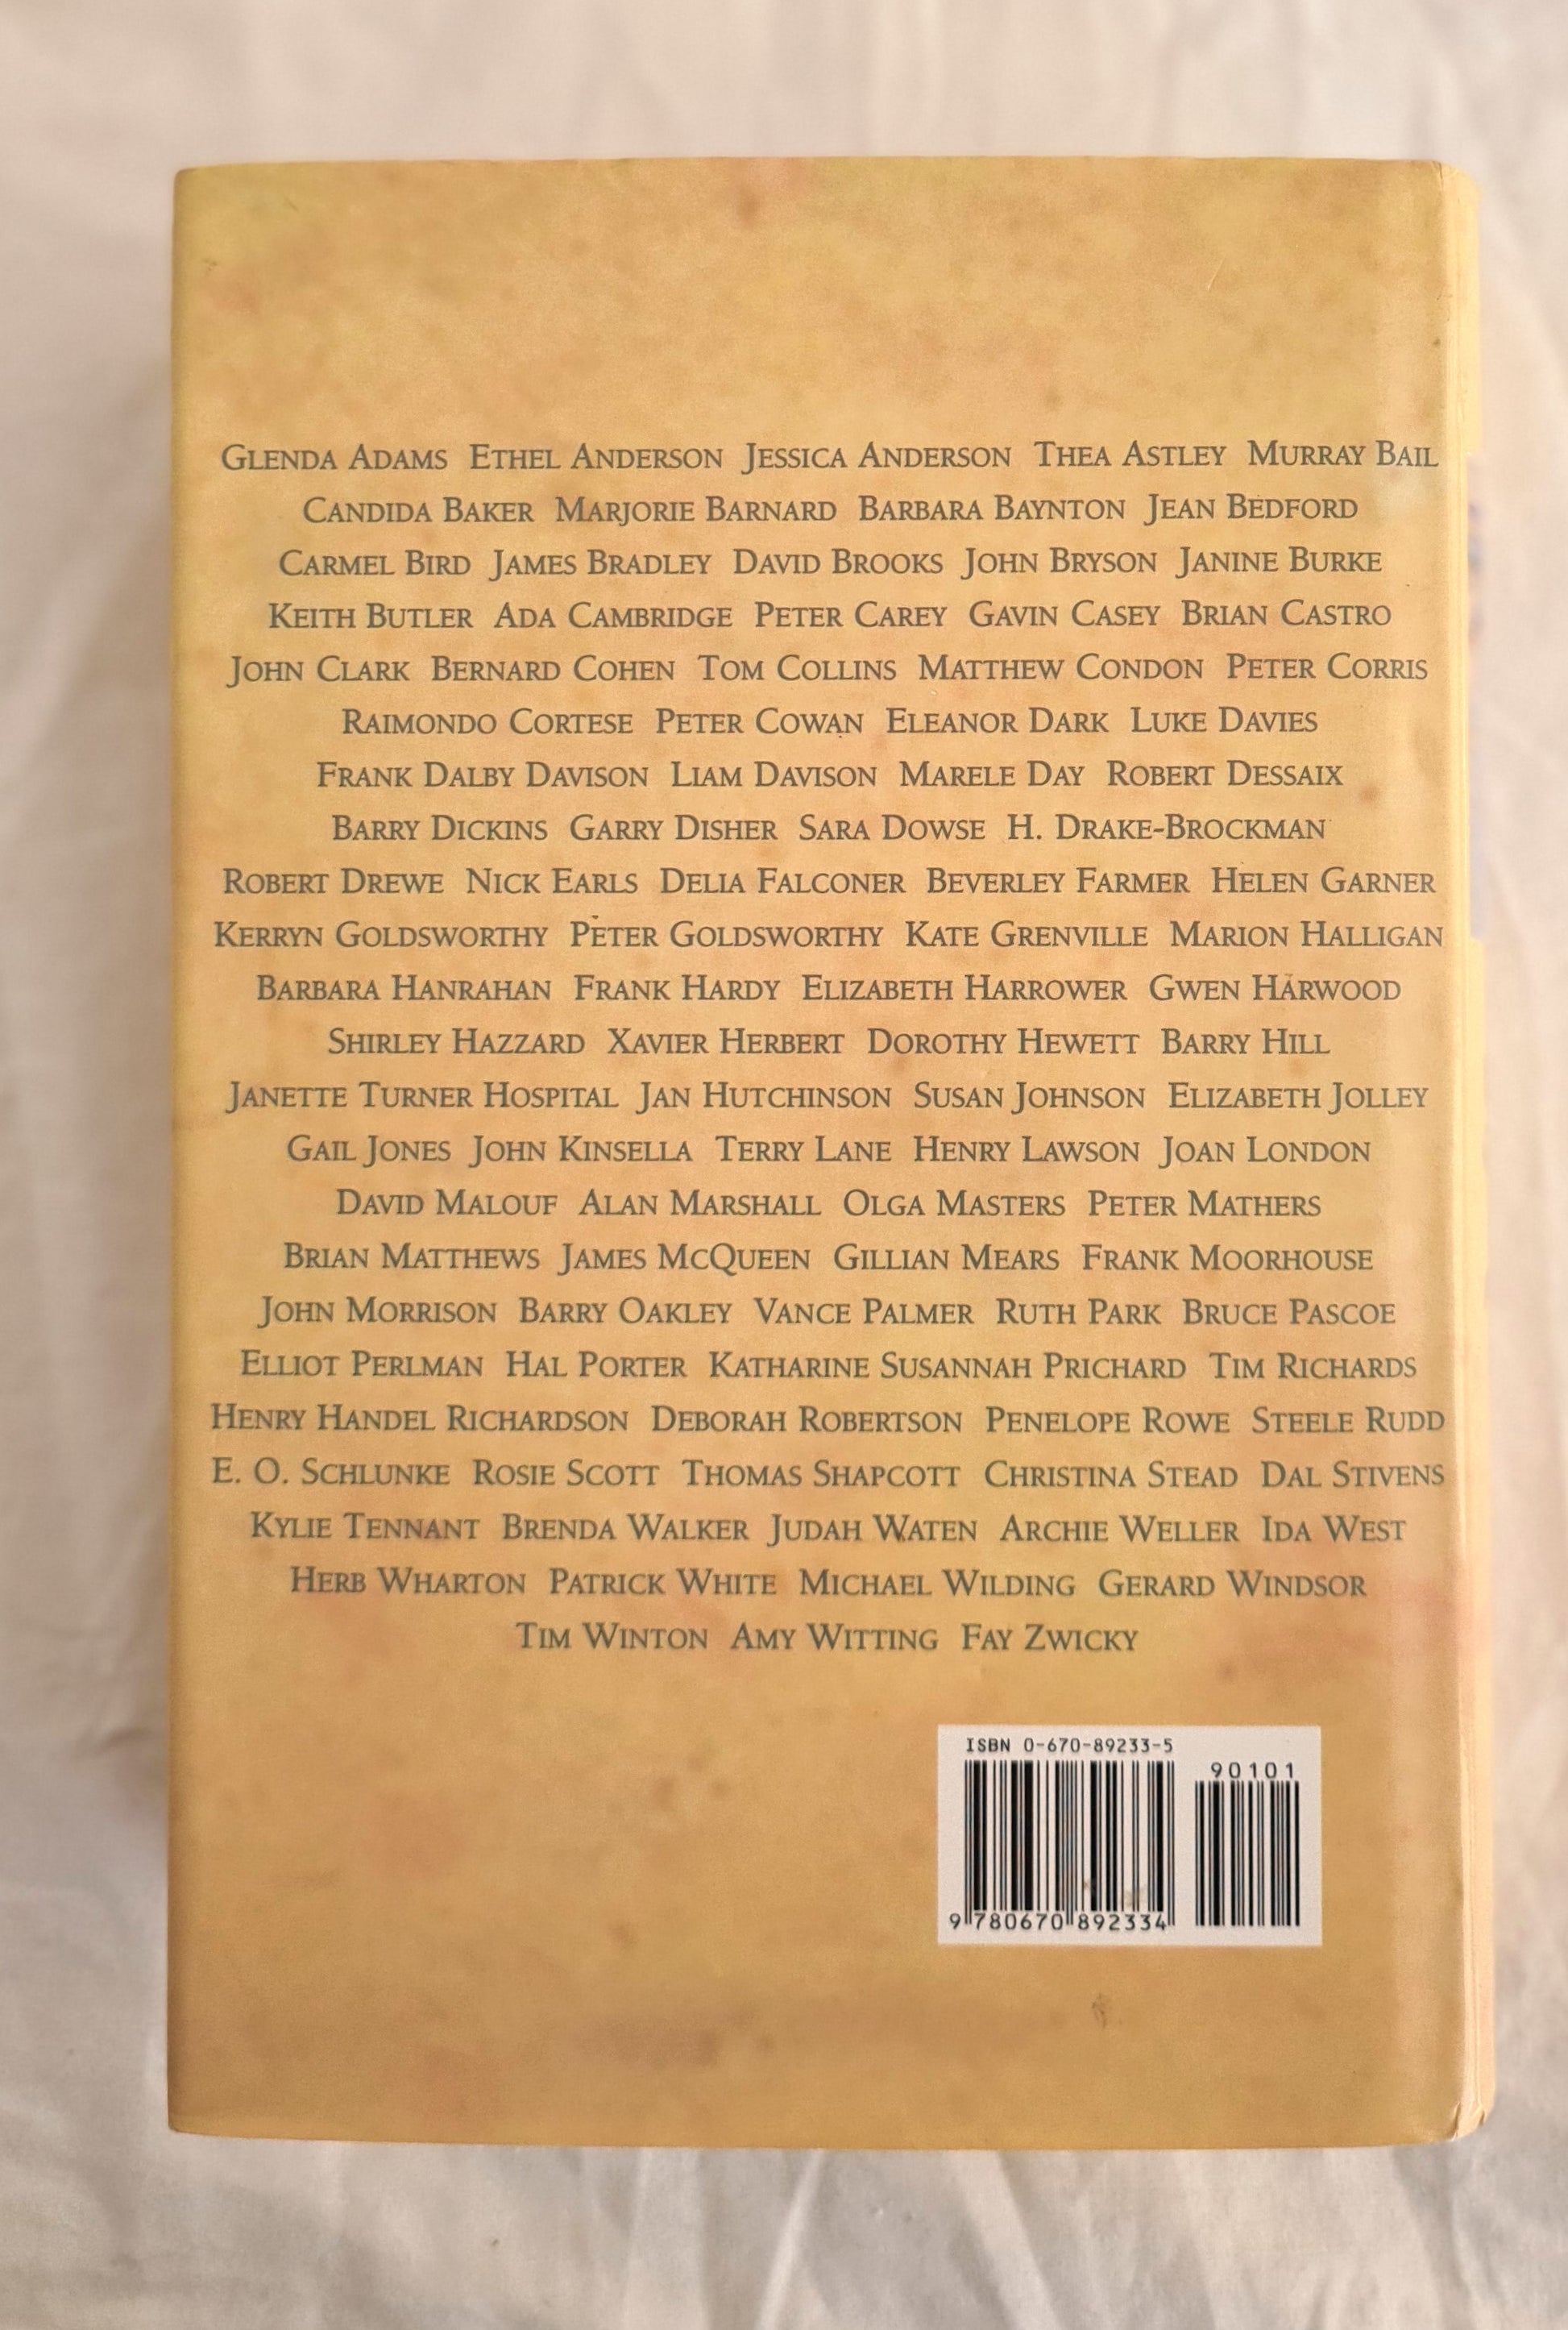 GLENDA ADAMS ETHEL ANDERSON JESSICA ANDERSON THEA ASTLEY MURRAY BAIL
CANDIDA BAKER MARJORIE BARNARD BARBARA BAYNTON JEAN BEDFORD
CARMEL BIRD JAMES BRADLEY DAVID BROOKS JOHN BRYSON JANINE BURKE
KEITH BUTLER ADA CAMBRIDGE PETER CAREY GAVIN CASEY BRIAN CASTRO
JOHN CLARK BERNARD COHEN TOM COLLINS MATTHEW CONDON PETER CORRIS
RAIMONDO CORTESE PETER COWAN ELEANOR DARK LUKE DAVIES
FRANK DALBY DAVISON LIAM DAVISON MARELE DAY ROBERT DESSAIX
BARRY DICKINS GARRY DISHER SARA DOWSE H. DRAKE-BROCKMAN
ROBERT DREWE NICK EARLS DELIA FALCONER BEVERLEY FARMER HELEN GARNER
KERRYN GOLDSWORTHY PETER GOLDSWORTHY KATE GRENVILLE MARION HALLIGAN
BARBARA HANRAHAN FRANK HARDY ELIZABETH HARROWER GWEN HARWOOD
SHIRLEY HAZZARD XAVIER HERBERT DOROTHY HEWETT BARRY HILL
JANETTE TURNER HOSPITAL JAN HUTCHINSON SUSAN JOHNSON ELIZABETH JOLLEY
GAIL JONES JOHN KINSELLA TERRY LANE HENRY LAWSON JOAN LONDON
DAVID MALOUF ALAN MARSHALL OLGA MASTERS PETER MATHERS
BRIAN MATTHEWS JAMES MCQUEEN GILLIAN MEARS FRANK MOORHOUSE
JOHN MORRISON BARRY OAKLEY VANCE PALMER RUTH PARK BRUCE PASCOE
ELLIOT PERLMAN HAL PORTER KATHARINE SUSANNAH PRICHARD TIM RICHARDS
HENRY HANDEL RICHARDSON DEBORAH ROBERTSON PENELOPE ROWE STEELE RUDD
E. O. SCHLUNKE ROSIE SCOTT THOMAS SHAPCOTT CHRISTINA STEAD DAL STIVENS
KYLIE TENNANT BRENDA WALKER JUDAH WATEN ARCHIE WELLER IDA WEST
HERB WHARTON PATRICK WHITE MICHAEL WILDING GERARD WINDSOR
TIM WINTON AMY WITTING FAY ZWICKY
ISBN 0-670-89233-5
90101
9 780670 892334